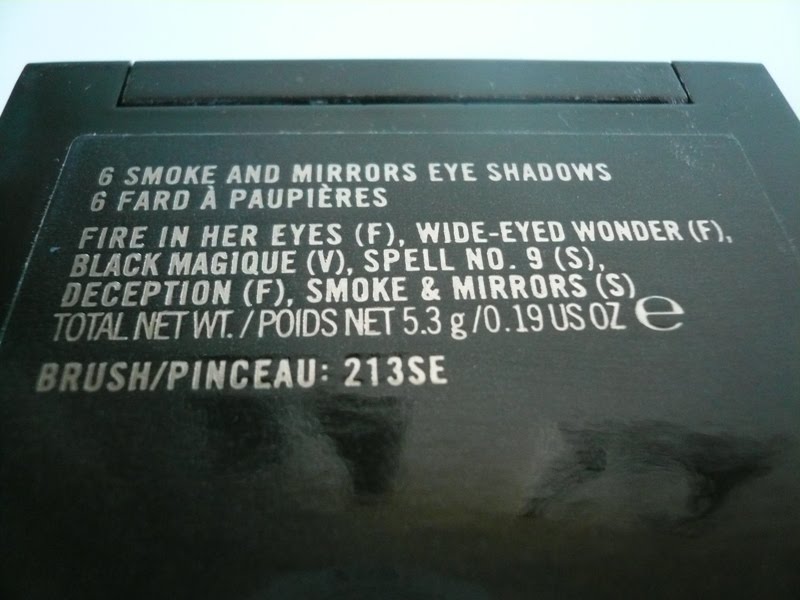 6 SMOKE AND MIRRORS EYE SHADOWS
6 FARD À PAUPIÈRES
FIRE IN HER EYES (F), WIDE-EYED WONDER (F),
BLACK MAGIQUE (V), SPELL NO. 9 (S),
DECEPTION (F), SMOKE & MIRRORS (S)
TOTAL NET WT. / POIDS NET 5.3 g/0.19 US OZ ℮
BRUSH/PINCEAU: 213SE